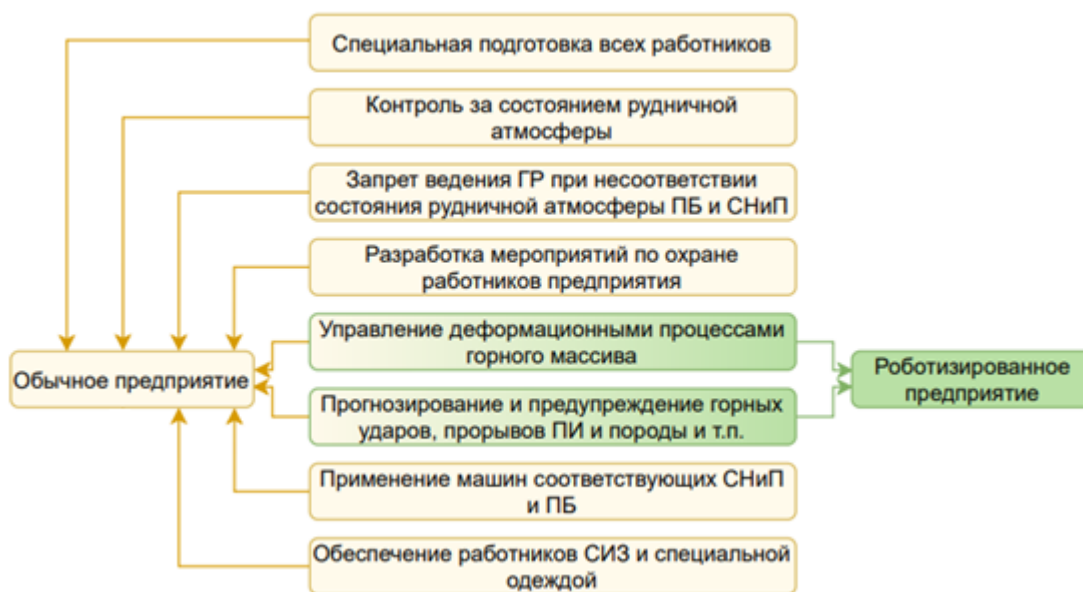 Специальная подготовка всех работников
Контроль за состоянием рудничной
атмосферы
Запрет ведения ГР при несоответствии
состояния рудничной атмосферы ПБ и СНиП
Разработка мероприятий по охране
работников предприятия
Управление деформационными процессами
горного массива
Обычное предприятие
Роботизированное
предприятие
Прогнозирование и предупреждение горных
ударов, прорывов ПИ и породы и т.п.
Применение машин соответствующих СНиП
и ПБ
Обеспечение работников СИЗ и специальной
одеждой